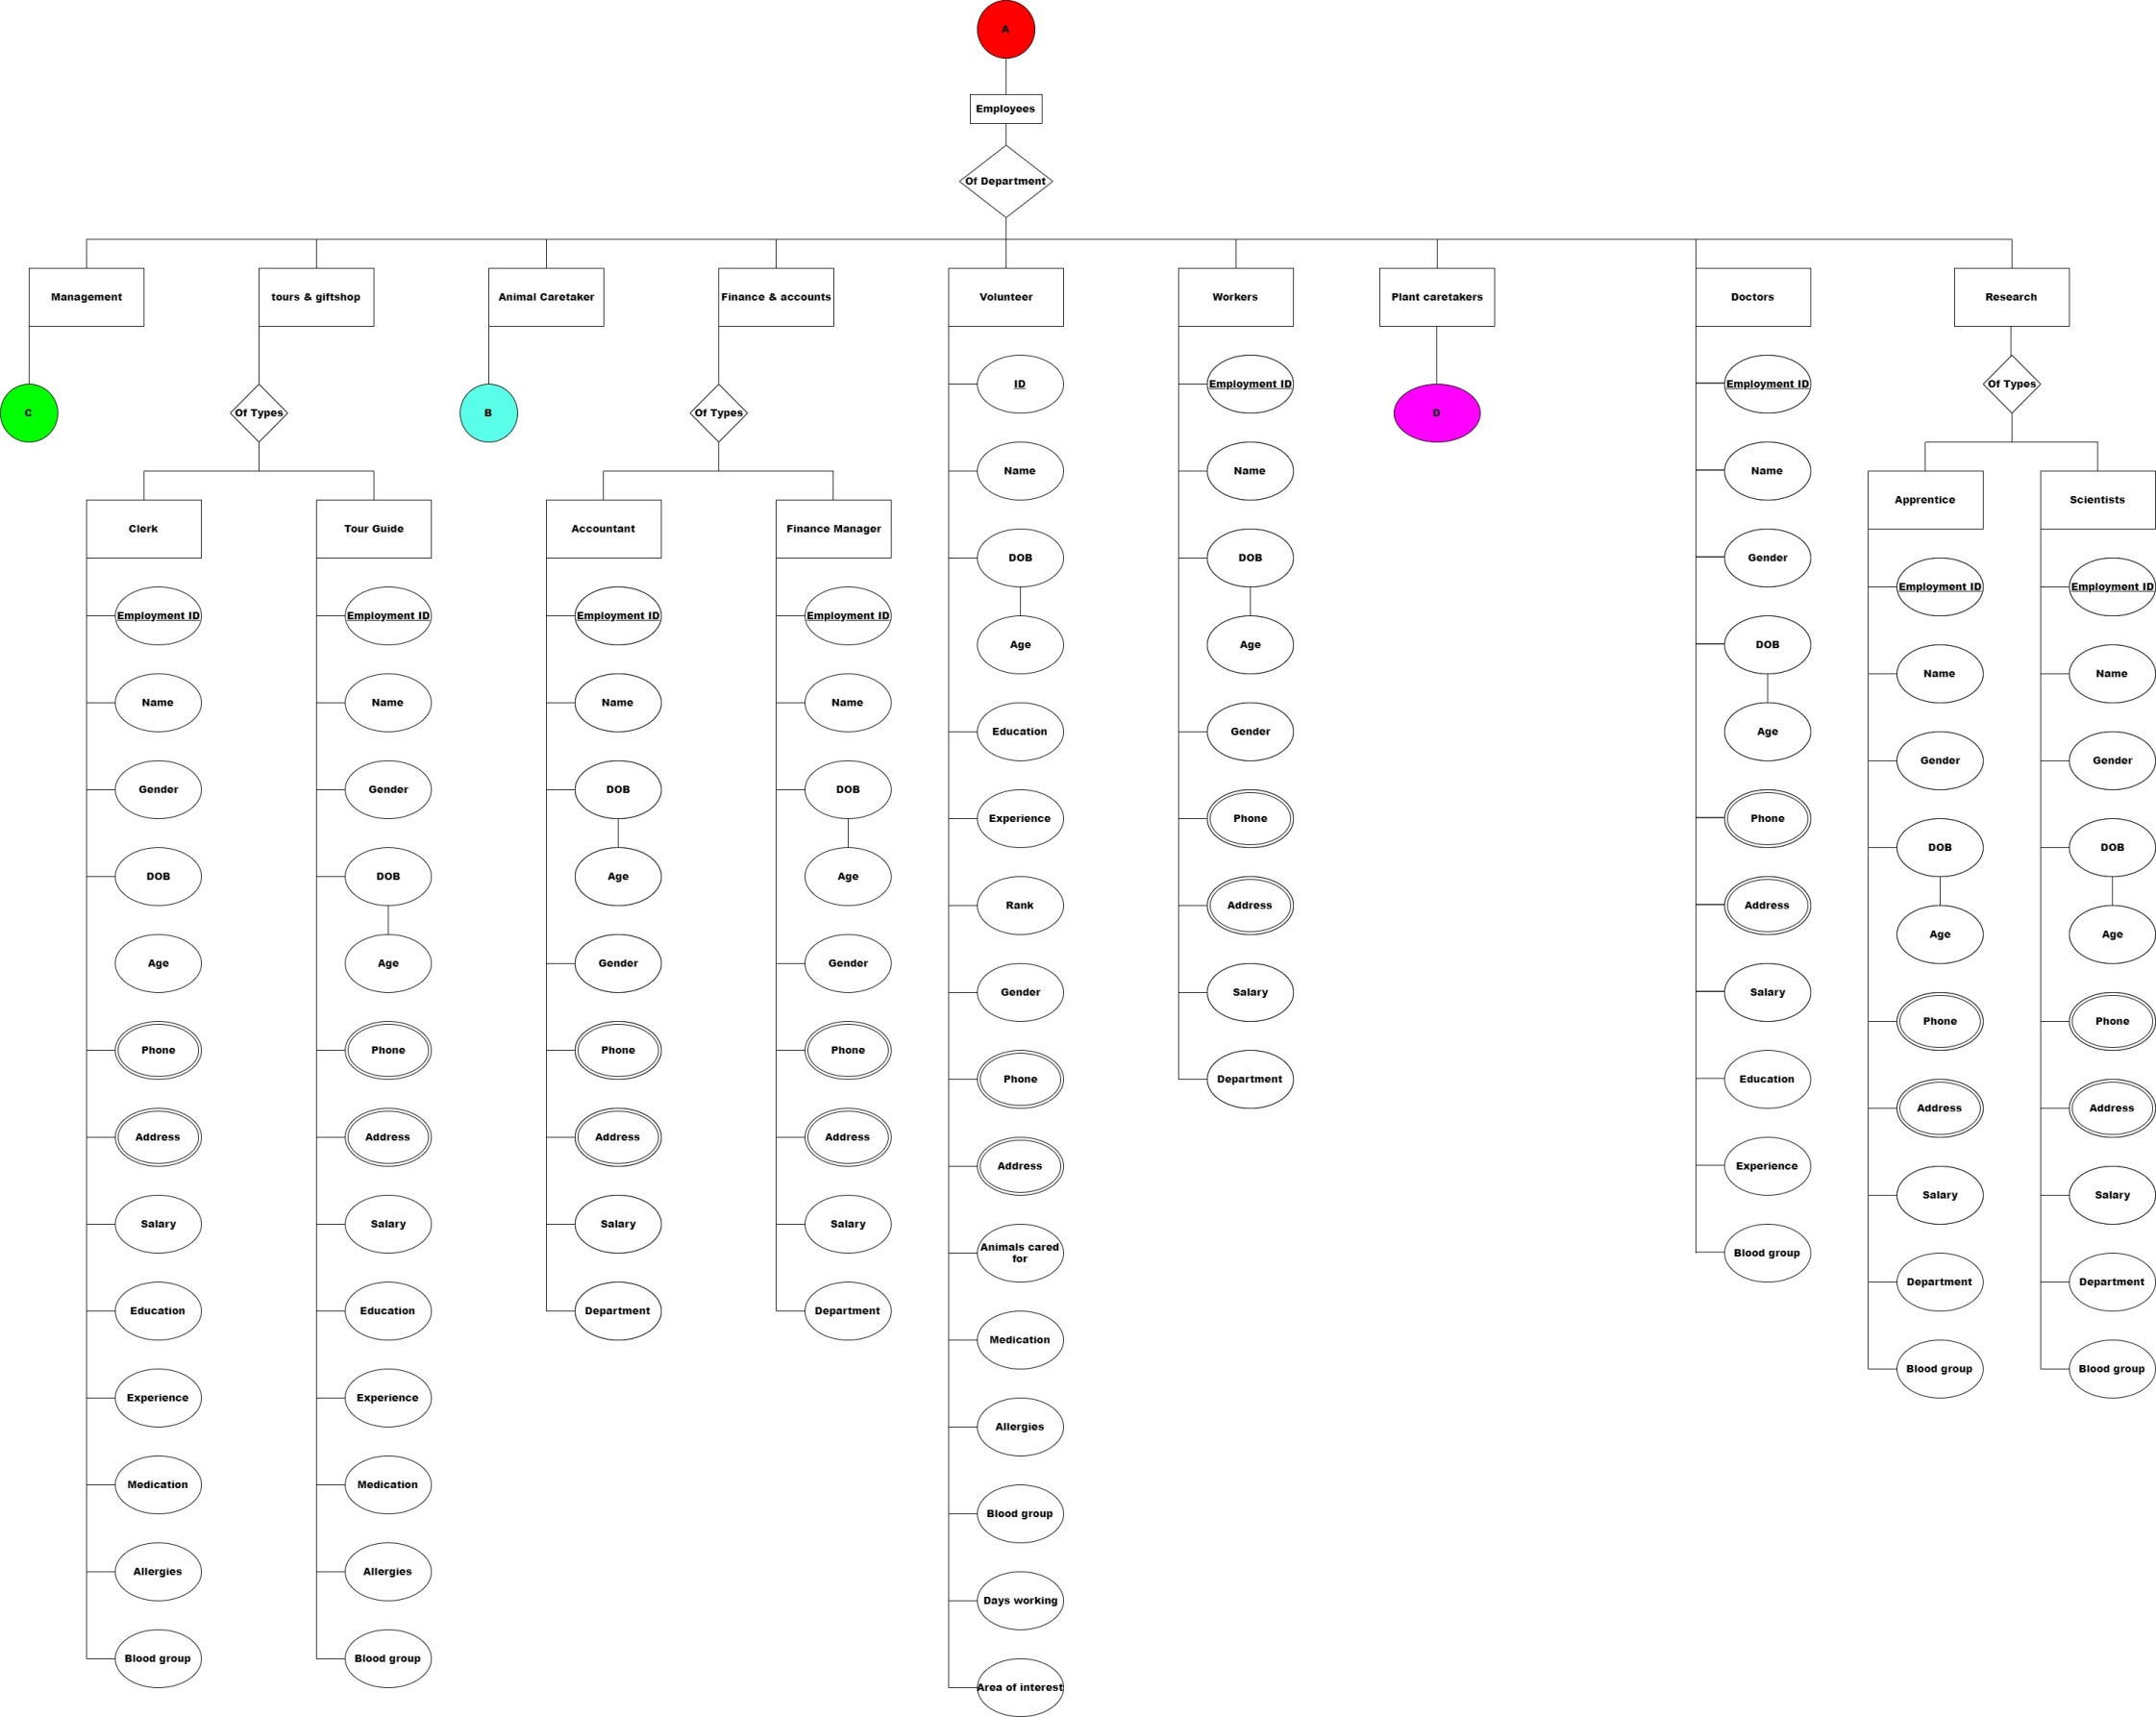 A
Employees
Of Department
Management
tours & giftshop
Animal Caretaker
Finance & accounts
Volunteer
Workers
Plant caretakers
Doctors
Research
C
Of Types
B
Of Types
D
Of Types
Clerk
Employment ID
Name
Gender
DOB
Age
Phone
Address
Salary
Education
Experience
Medication
Allergies
Blood group
Tour Guide
Employment ID
Name
Gender
DOB
Age
Phone
Address
Salary
Education
Experience
Medication
Allergies
Blood group
Accountant
Employment ID
Name
DOB
Age
Gender
Phone
Address
Salary
Department
Finance Manager
Employment ID
Name
DOB
Age
Gender
Phone
Address
Salary
Department
ID
Name
DOB
Age
Education
Experience
Rank
Gender
Phone
Address
Animals cared
for
Medication
Allergies
Blood group
Days working
Area of interest
Employment ID
Name
DOB
Age
Gender
Phone
Address
Salary
Department
Employment ID
Name
Gender
DOB
Age
Phone
Address
Salary
Education
Experience
Blood group
Apprentice
Employment ID
Name
Gender
DOB
Age
Phone
Address
Salary
Department
Blood group
Scientists
Employment ID
Name
Gender
DOB
Age
Phone
Address
Salary
Department
Blood group